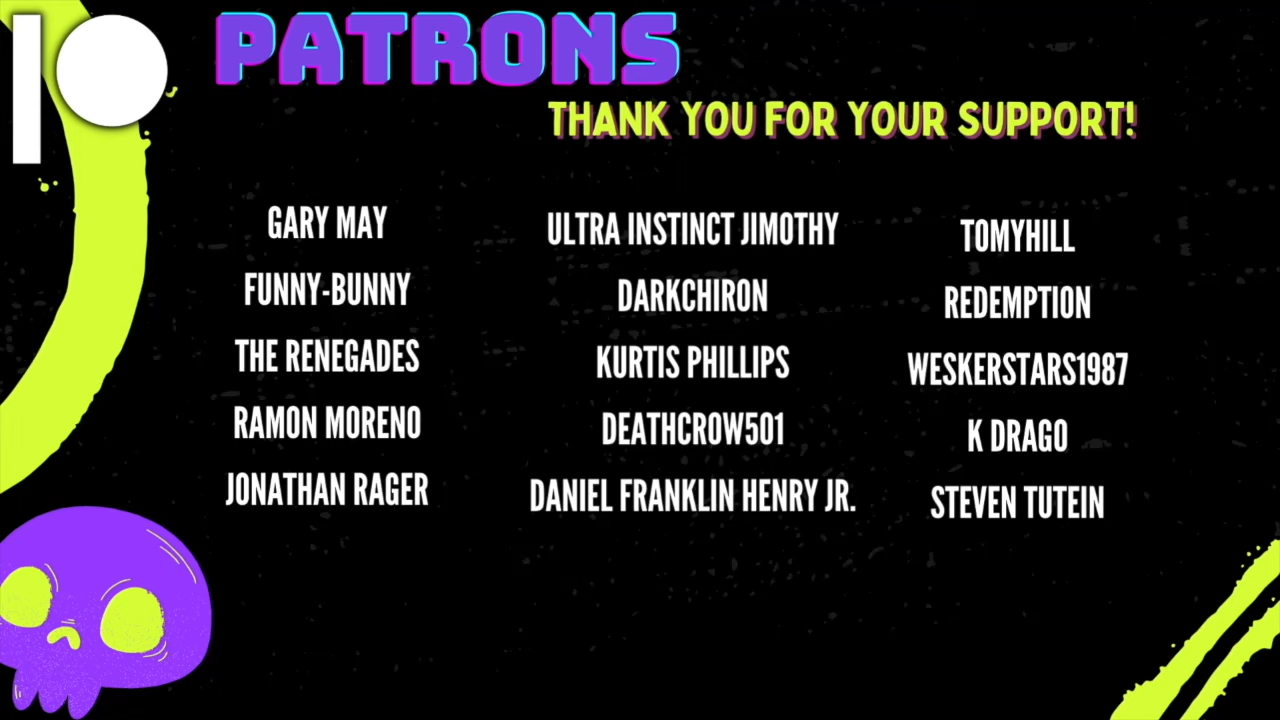 PATRONS
THANK YOU FOR YOUR SUPPORT!
GARY MAY
FUNNY-BUNNY
THE RENEGADES
RAMON MORENO
JONATHAN RAGER
ULTRA INSTINCT JIMOTHY
DARKCHIRON
KURTIS PHILLIPS
DEATHCROW501
DANIEL FRANKLIN HENRY JR.
TOMYHILL
REDEMPTION
WESKERSTARS1987
K DRAGO
STEVEN TUTEIN